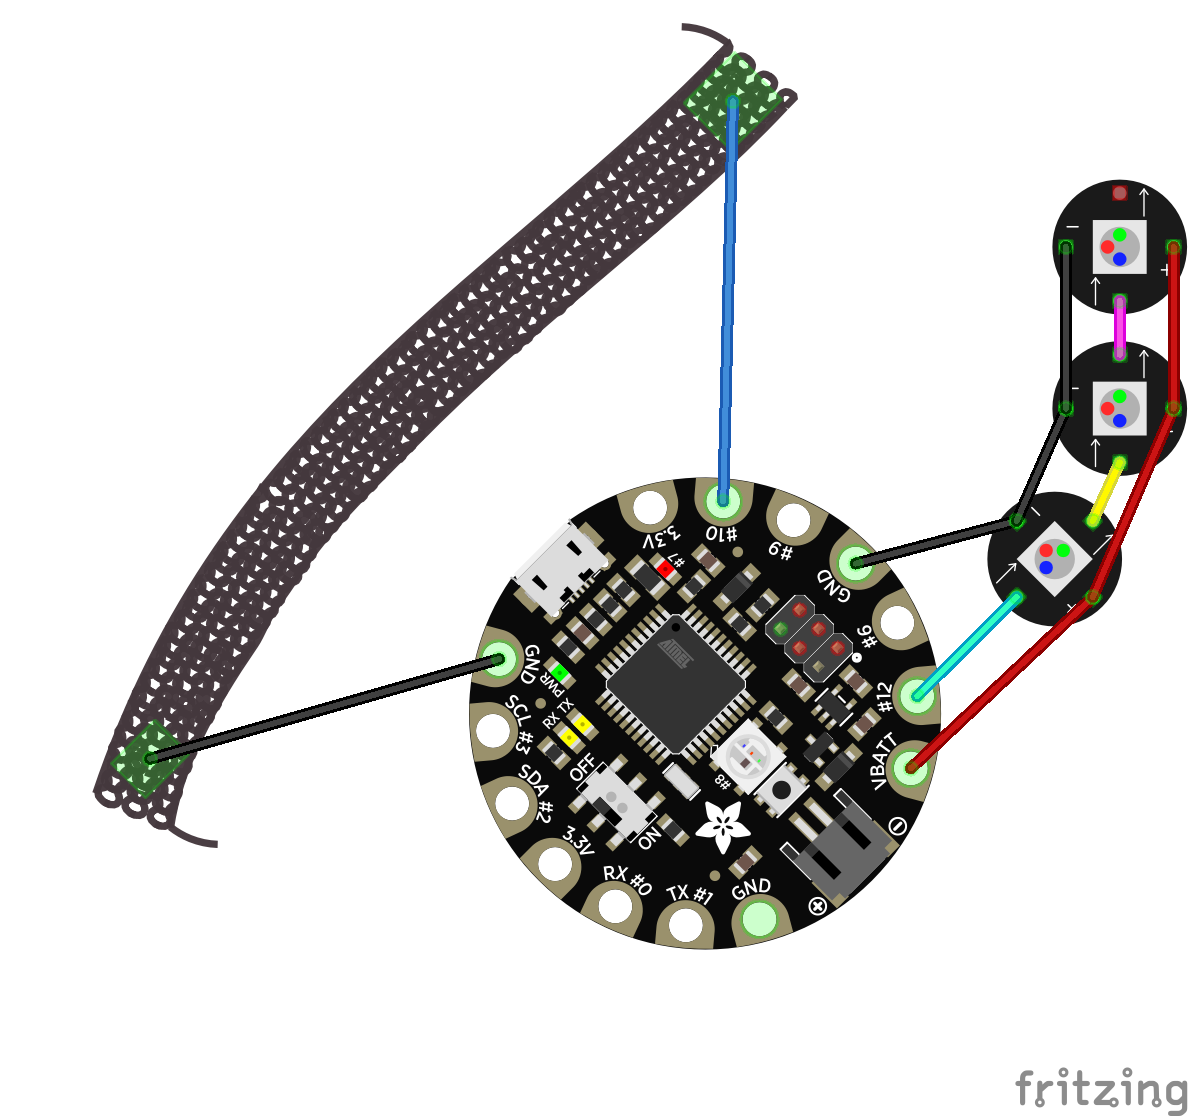 #10
3.3V
#9
#7
GND
#6
GND
PWR
#12
RX TX
SCL #3
VBATT
OFF
#8
SDA #2
ATMEL
ON
3.3V
RX #0
TX #1
GND
fritzing